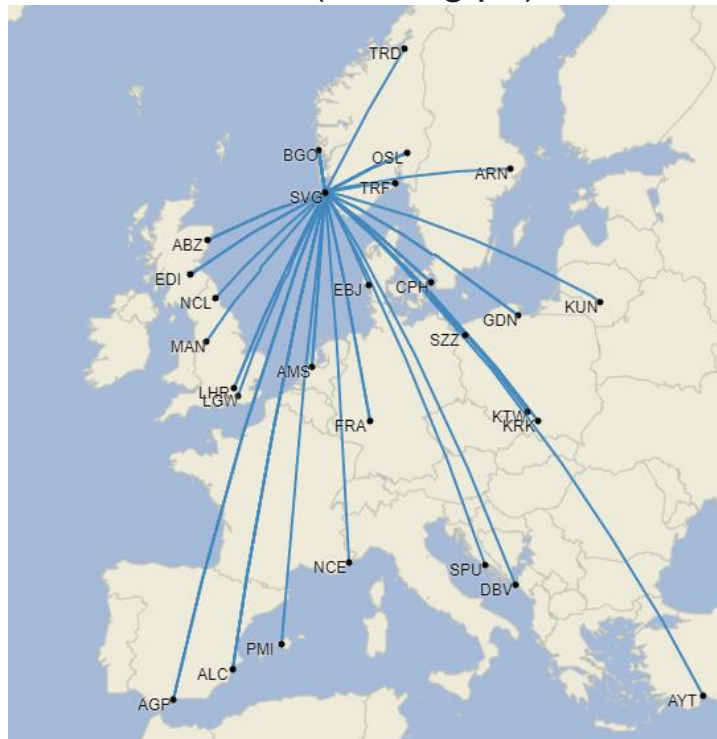 TRD
BGO
OSL
ARN
TRF
SVG
ABZ
EDI
EBJ
CPH
NCL
KUN
GDN
SZZ
MAN
AMS
LHR
LGW
KTW
FRA
KRK
NCE
SPU
DBV
PMI
ALC
AGP
AYT